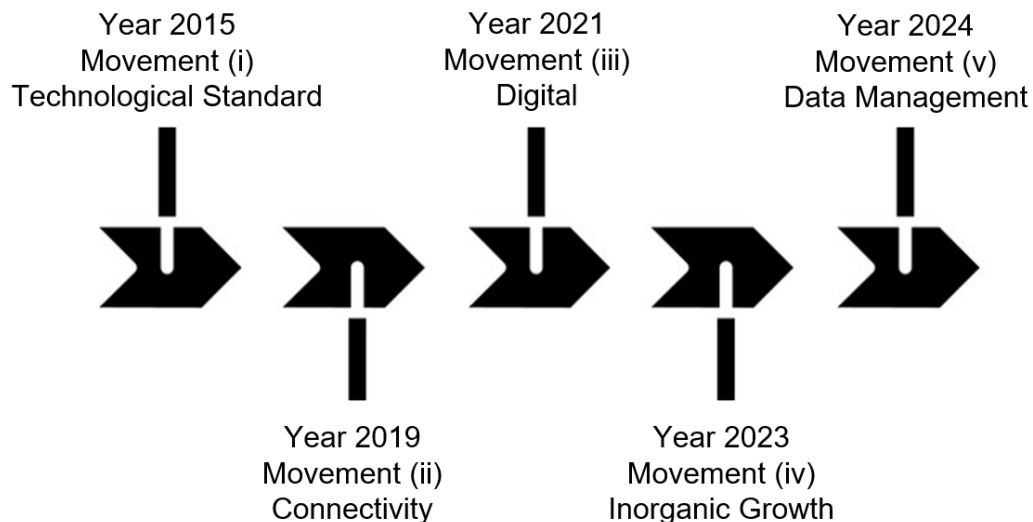 Year 2015
Movement (i)
Technological Standard
Year 2019
Movement (ii)
Connectivity
Year 2021
Movement (iii)
Digital
Year 2023
Movement (iv)
Inorganic Growth
Year 2024
Movement (v)
Data Management